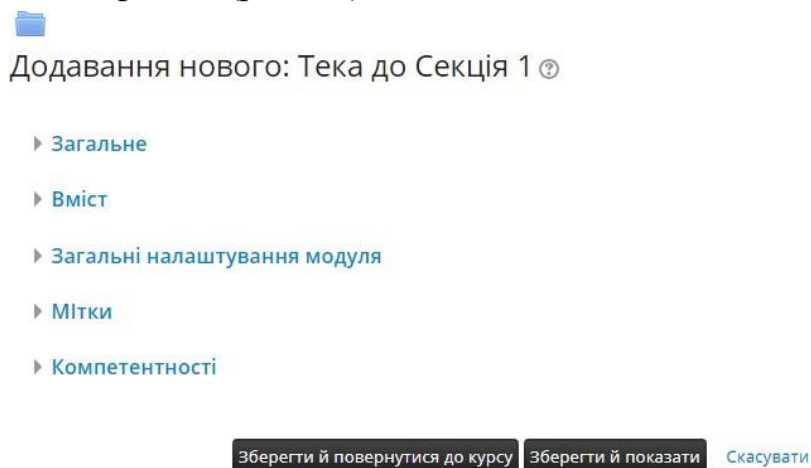 Додавання нового: Тека до Секція 1
Загальне
Вміст
Загальні налаштування модуля
МІтки
Компетентності
Зберегти й повернутися до курсу Зберегти й показати Скасувати